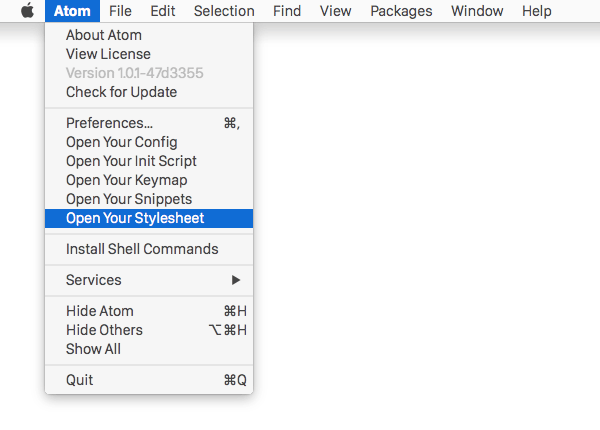 Atom File Edit Selection Find View Packages Window Help
About Atom
View License
Version 1.0.1-47d3355
Check for Update
Preferences... ⌘,
Open Your Config
Open Your Init Script
Open Your Keymap
Open Your Snippets
Open Your Stylesheet
Install Shell Commands
Services ▶
Hide Atom ⌘H
Hide Others ⌥⌘H
Show All
Quit ⌘Q